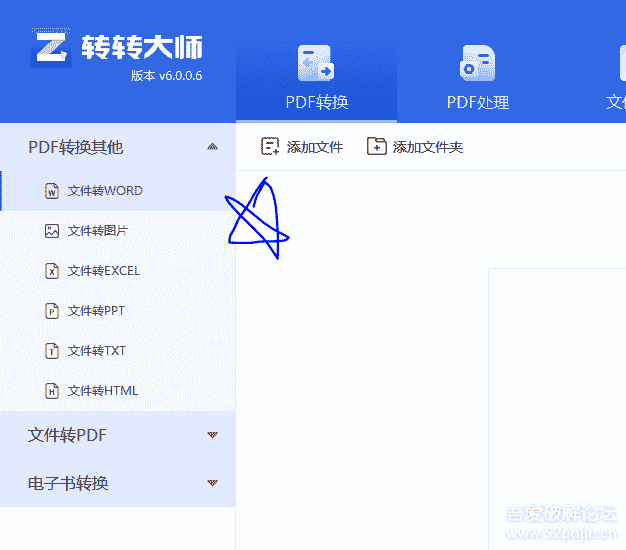 转转大师
版本 v6.0.0.6
PDF转换
PDF处理
PDF转换其他
添加文件
添加文件夹
文件转WORD
文件转图片
文件转EXCEL
文件转PPT
文件转TXT
文件转HTML
文件转PDF
电子书转换
吾爱破解论坛
www.52pojie.cn